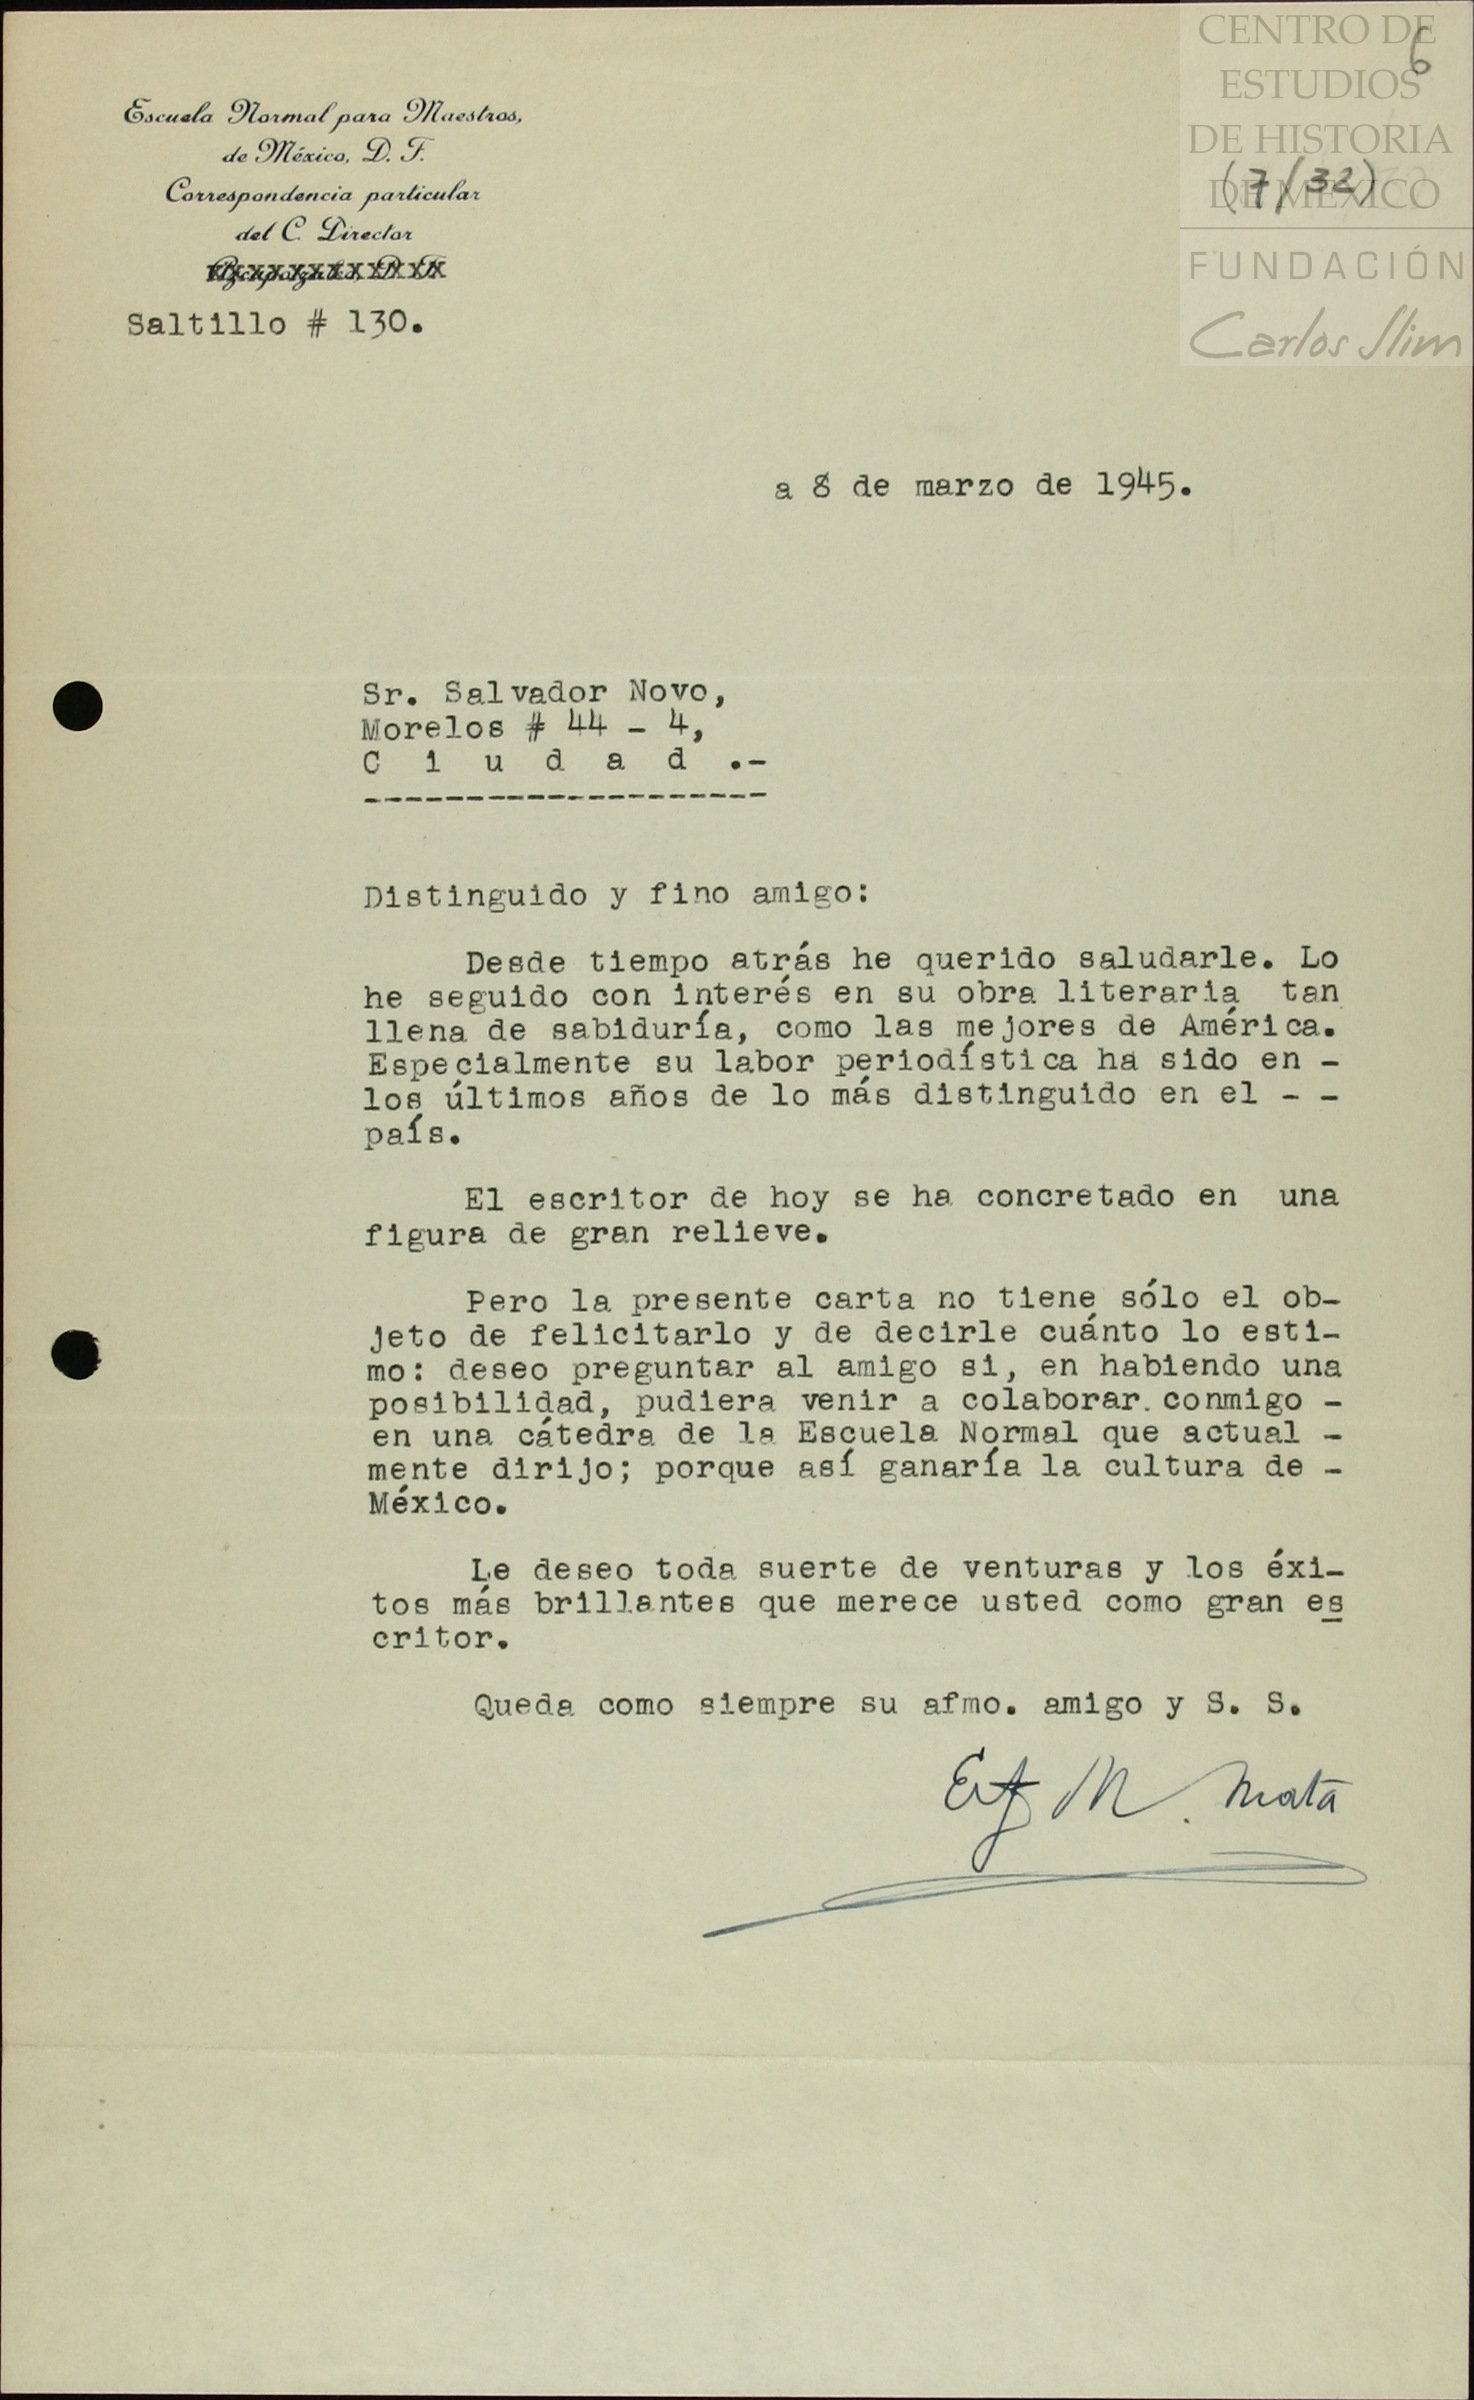 CENTRO DE
ESTUDIOS
DE HISTORIA
DE MÉXICO
FUNDACIÓN
Carlos Slim
6
(7/32)
Escuela Normal para Maestros,
de México, D. F.
Correspondencia particular
del C. Director
Saltillo # 130.
a 8 de marzo de 1945.
Sr. Salvador Novo,
Morelos # 44 - 4,
C i u d a d .-
--------------------
Distinguido y fino amigo:
Desde tiempo atrás he querido saludarle. Lo
he seguido con interés en su obra literaria tan
llena de sabiduría, como las mejores de América.
Especialmente su labor periodística ha sido en -
los últimos años de lo más distinguido en el - -
país.
El escritor de hoy se ha concretado en una
figura de gran relieve.
Pero la presente carta no tiene sólo el ob-
jeto de felicitarlo y de decirle cuánto lo esti-
mo: deseo preguntar al amigo si, en habiendo una
posibilidad, pudiera venir a colaborar conmigo -
en una cátedra de la Escuela Normal que actual -
mente dirijo; porque así ganaría la cultura de -
México.
Le deseo toda suerte de venturas y los éxi-
tos más brillantes que merece usted como gran es
critor.
Queda como siempre su afmo. amigo y S. S.
M. Mata